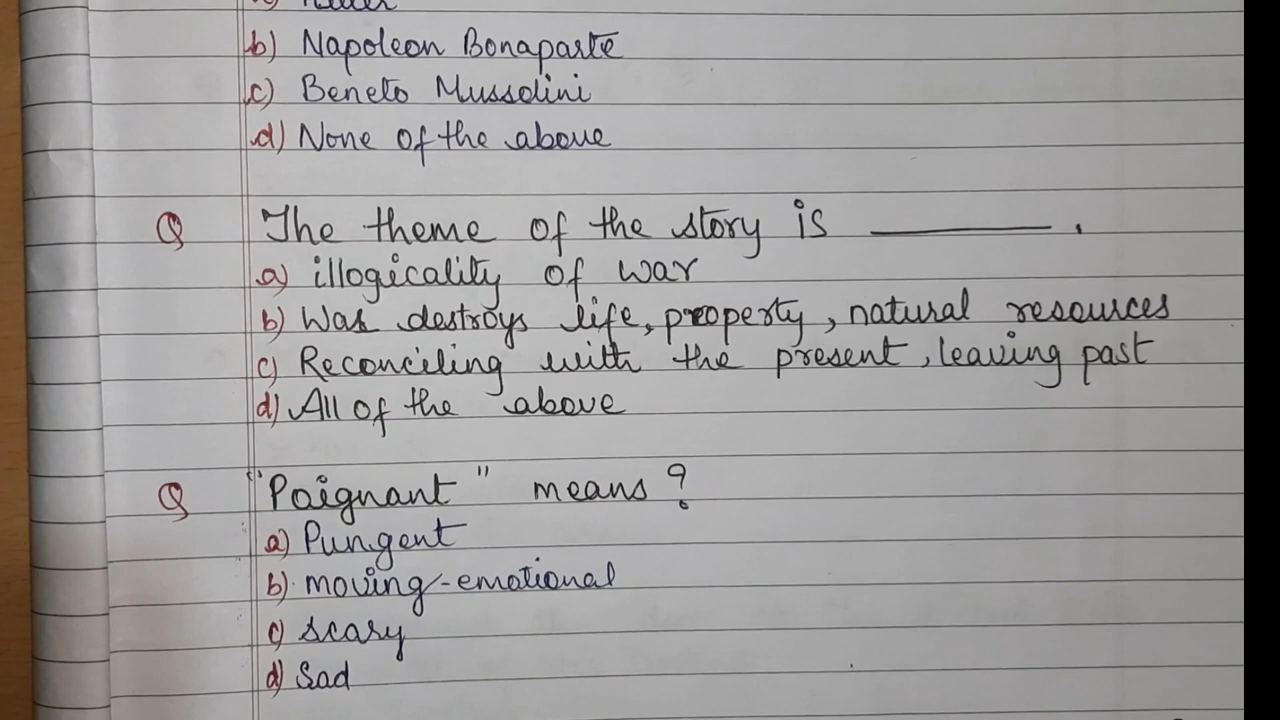 b) Napoleon Bonaparte
c) Beneto Mussolini
d) None of the above
Q The theme of the story is ______ .
a) illogicality of war
b) War destroys life, property, natural resources
c) Reconciling with the present, leaving past
d) All of the above
Q "Poignant" means ?
a) Pungent
b) moving-emotional
c) scary
d) Sad